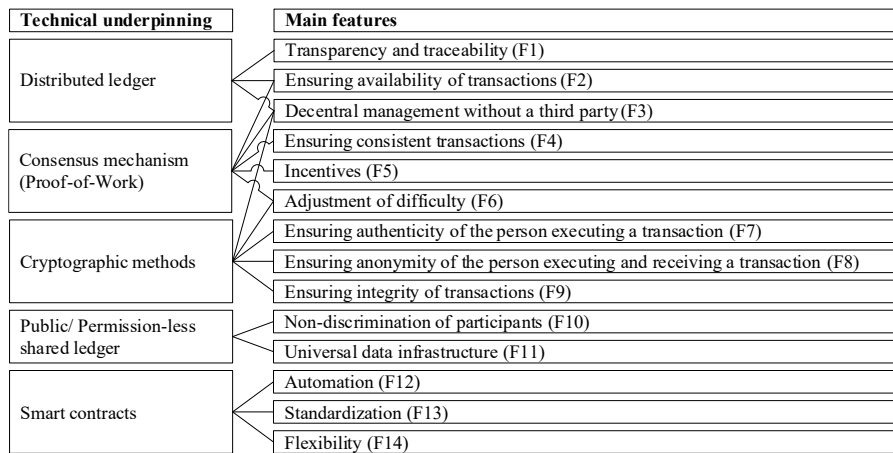 Technical underpinning
Main features
Distributed ledger
Transparency and traceability (F1)
Ensuring availability of transactions (F2)
Decentral management without a third party (F3)
Consensus mechanism
(Proof-of-Work)
Ensuring consistent transactions (F4)
Incentives (F5)
Adjustment of difficulty (F6)
Cryptographic methods
Ensuring authenticity of the person executing a transaction (F7)
Ensuring anonymity of the person executing and receiving a transaction (F8)
Ensuring integrity of transactions (F9)
Public/ Permission-less
shared ledger
Non-discrimination of participants (F10)
Universal data infrastructure (F11)
Smart contracts
Automation (F12)
Standardization (F13)
Flexibility (F14)